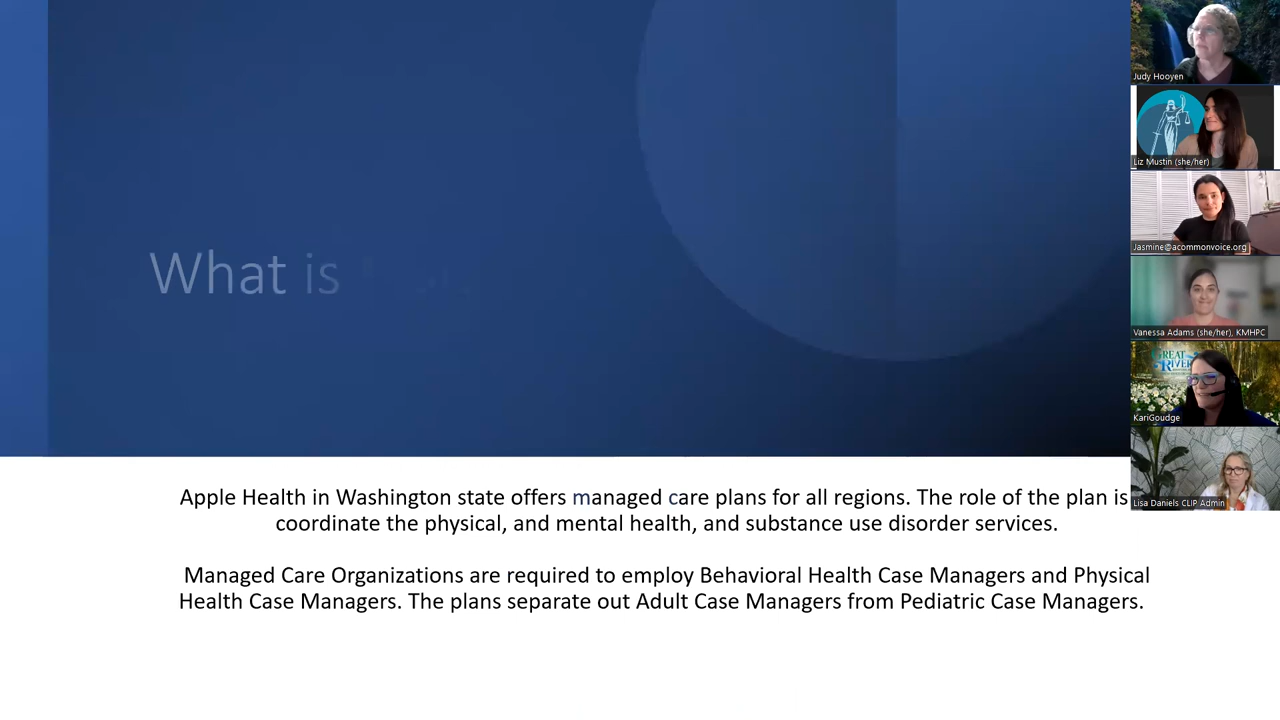 What is
Apple Health in Washington state offers managed care plans for all regions. The role of the plan is
coordinate the physical, and mental health, and substance use disorder services.
Managed Care Organizations are required to employ Behavioral Health Case Managers and Physical
Health Case Managers. The plans separate out Adult Case Managers from Pediatric Case Managers.
Judy Hooyen
Liz Mustin (she/her)
Jasmine@acommonvoice.org
Vanessa Adams (she/her), KMHPC
GREAT
RIVERS
KariGoudge
Lisa Daniels CLIP Admin